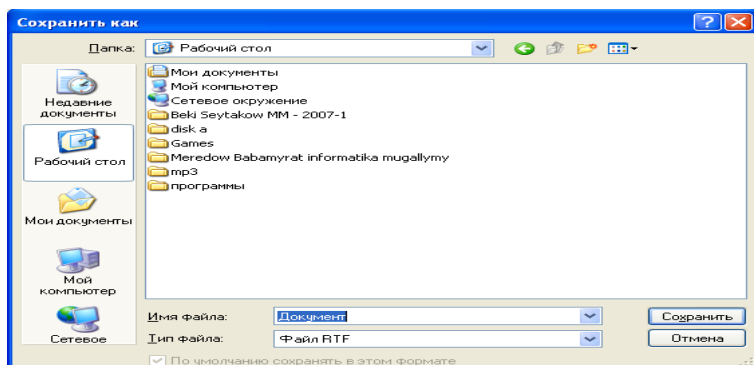 Сохранить как
Папка: Рабочий стол
Недавние документы
Рабочий стол
Мои документы
Мой компьютер
Сетевое
Мои документы
Мой компьютер
Сетевое окружение
Beki Seytakow MM - 2007-1
disk a
Games
Meredow Babamyrat informatika mugallymy
mp3
программы
Имя файла: Документ Сохранить
Тип файла: Файл RTF Отмена
По умолчанию сохранять в этом формате